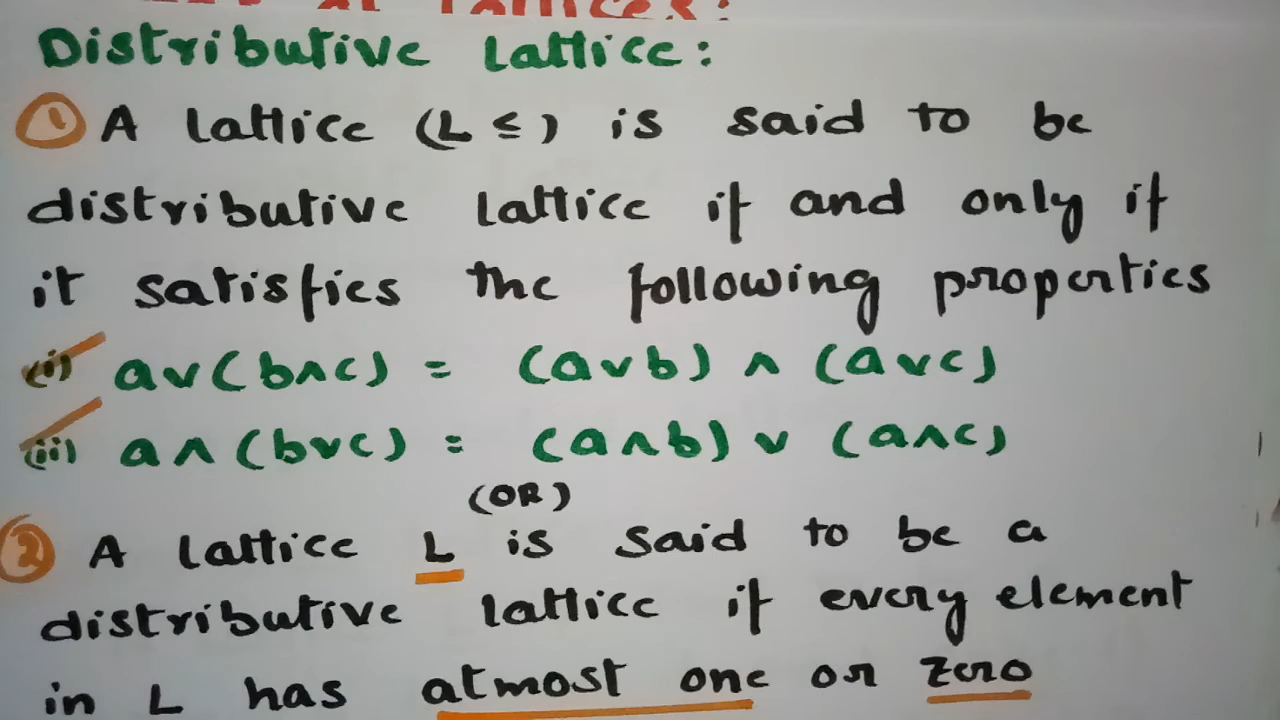 Distributive Lattice:
① A lattice (L ≤) is said to be
distributive lattice if and only if
it satisfies the following properties
(i) a∨(b∧c) = (a∨b) ∧ (a∨c)
(ii) a∧(b∨c) = (a∧b) ∨ (a∧c)
(OR)
② A lattice L is said to be a
distributive lattice if every element
in L has atmost one or zero